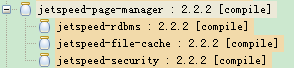 jetspeed-page-manager : 2.2.2 [compile]
jetspeed-rdbms : 2.2.2 [compile]
jetspeed-file-cache : 2.2.2 [compile]
jetspeed-security : 2.2.2 [compile]